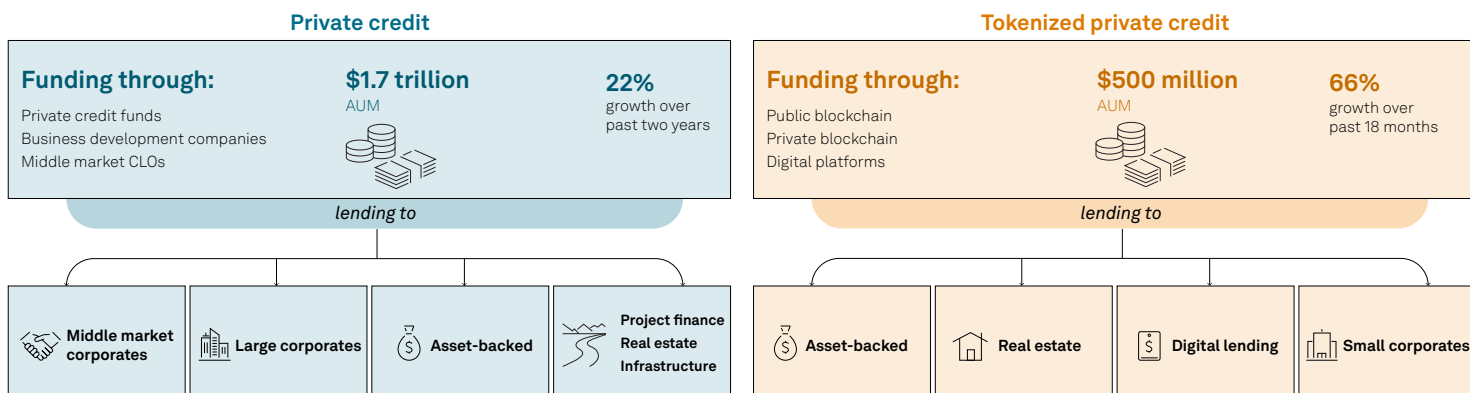 Private credit
Funding through:
Private credit funds
Business development companies
Middle market CLOs
$1.7 trillion
AUM
22%
growth over
past two years
lending to
Middle market
corporates
Large corporates
$
Asset-backed
Project finance
Real estate
Infrastructure
Tokenized private credit
Funding through:
Public blockchain
Private blockchain
Digital platforms
$500 million
AUM
66%
growth over
past 18 months
lending to
$
Asset-backed
Real estate
$
Digital lending
Small corporates